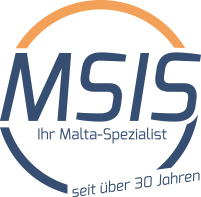 MSIS
Ihr Malta-Spezialist
seit über 30 Jahren